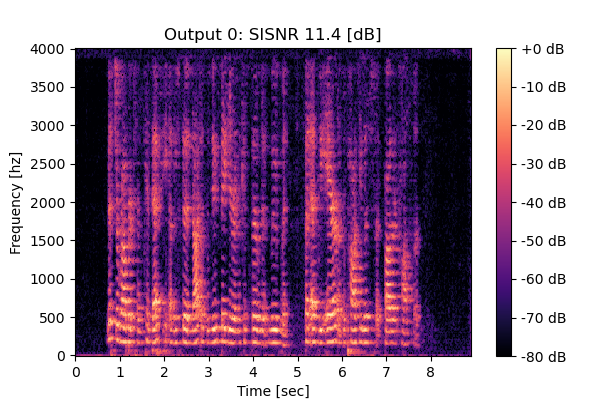 Output 0: SISNR 11.4 [dB]
4000
3500
3000
2500
2000
1500
1000
500
0
Frequency [hz]
0 1 2 3 4 5 6 7 8
Time [sec]
+0 dB
-10 dB
-20 dB
-30 dB
-40 dB
-50 dB
-60 dB
-70 dB
-80 dB